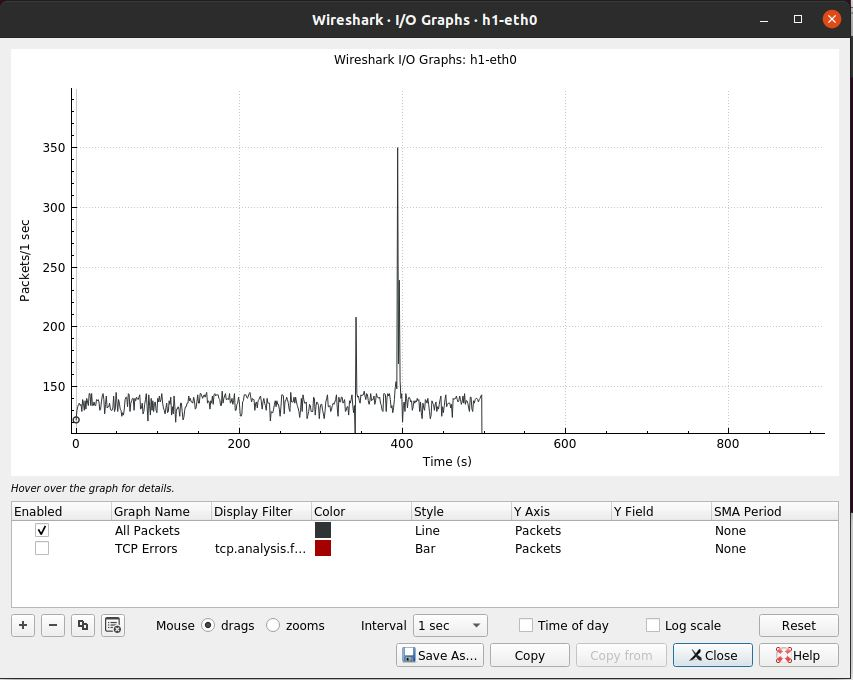 Wireshark · I/O Graphs · h1-eth0
Wireshark I/O Graphs: h1-eth0
350
300
250
200
150
Packets/1 sec
0 200 400 600 800
Time (s)
Hover over the graph for details.
Enabled Graph Name Display Filter Color Style Y Axis Y Field SMA Period
All Packets Line Packets None
TCP Errors tcp.analysis.f... Bar Packets None
Mouse drags zooms Interval 1 sec Time of day Log scale Reset
Save As... Copy Copy from Close Help